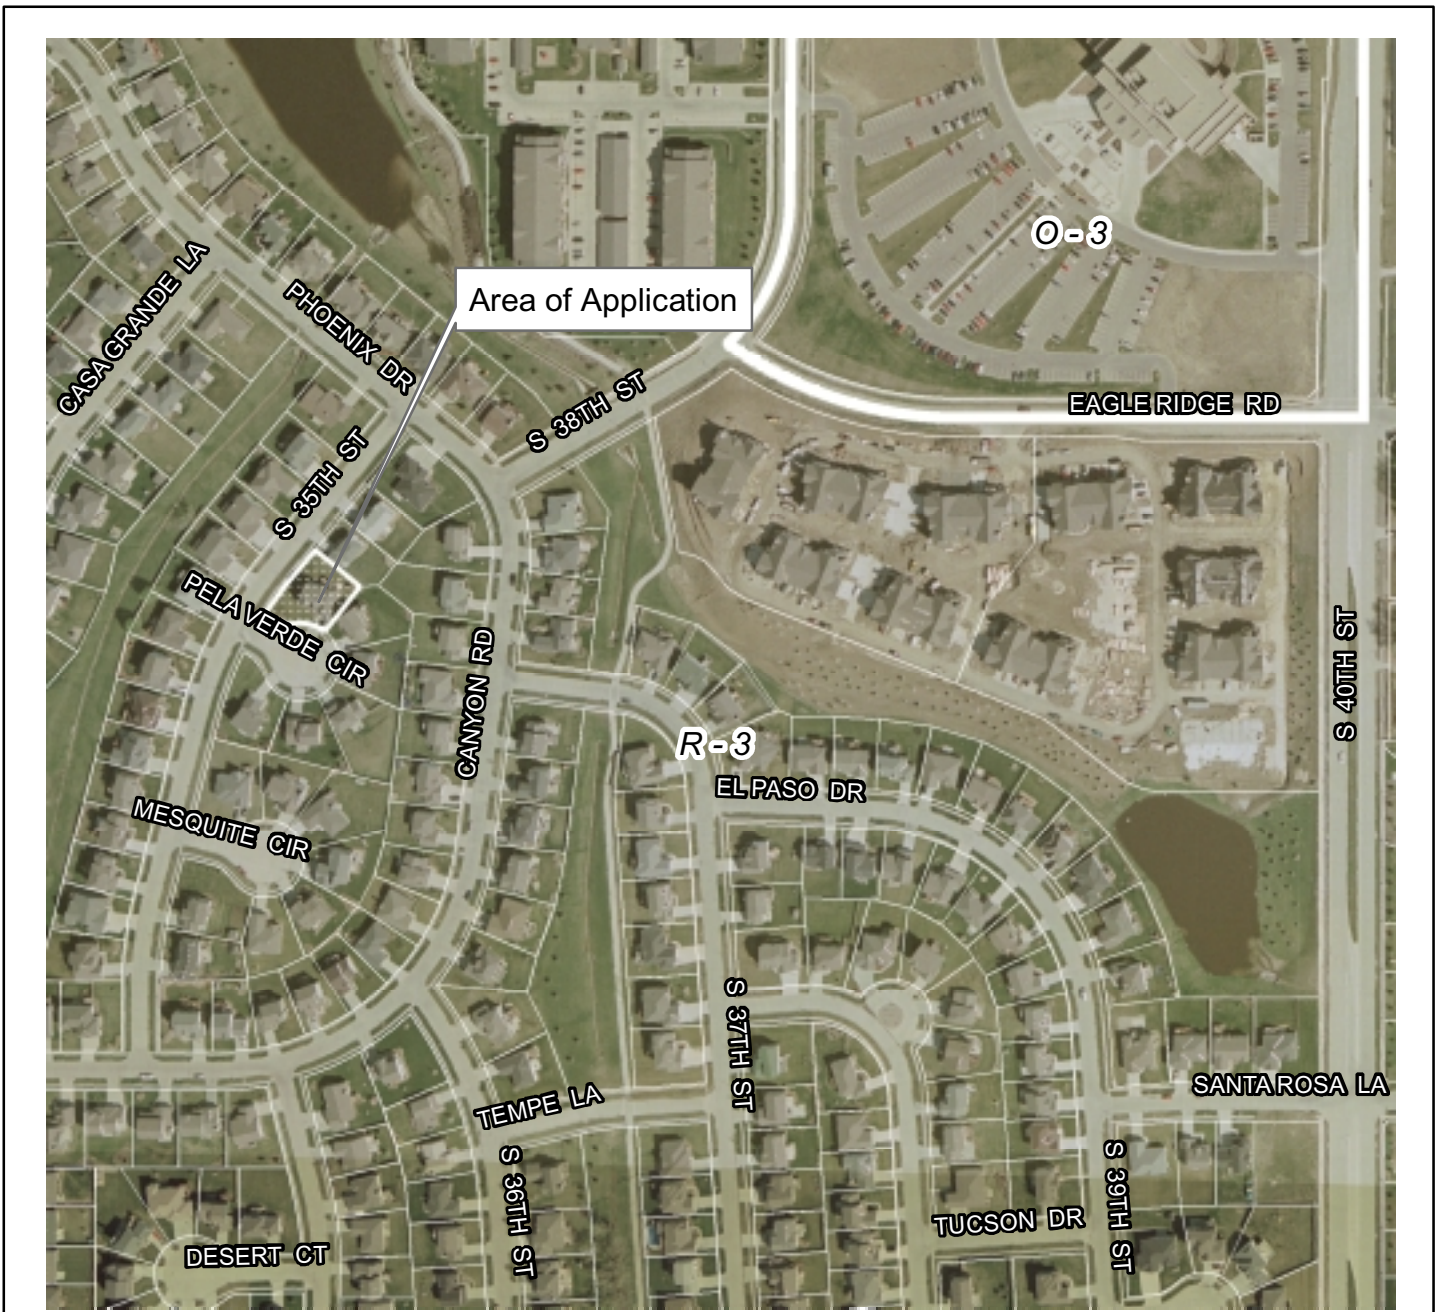 O - 3
CASA GRANDE LA
PHOENIX DR
Area of Application
S 38TH ST
EAGLE RIDGE RD
S 35TH ST
PELA VERDE CIR
CANYON RD
S 40TH ST
R - 3
EL PASO DR
MESQUITE CIR
S 37TH ST
SANTA ROSA LA
TEMPE LA
S 36TH ST
S 39TH ST
TUCSON DR
DESERT CT